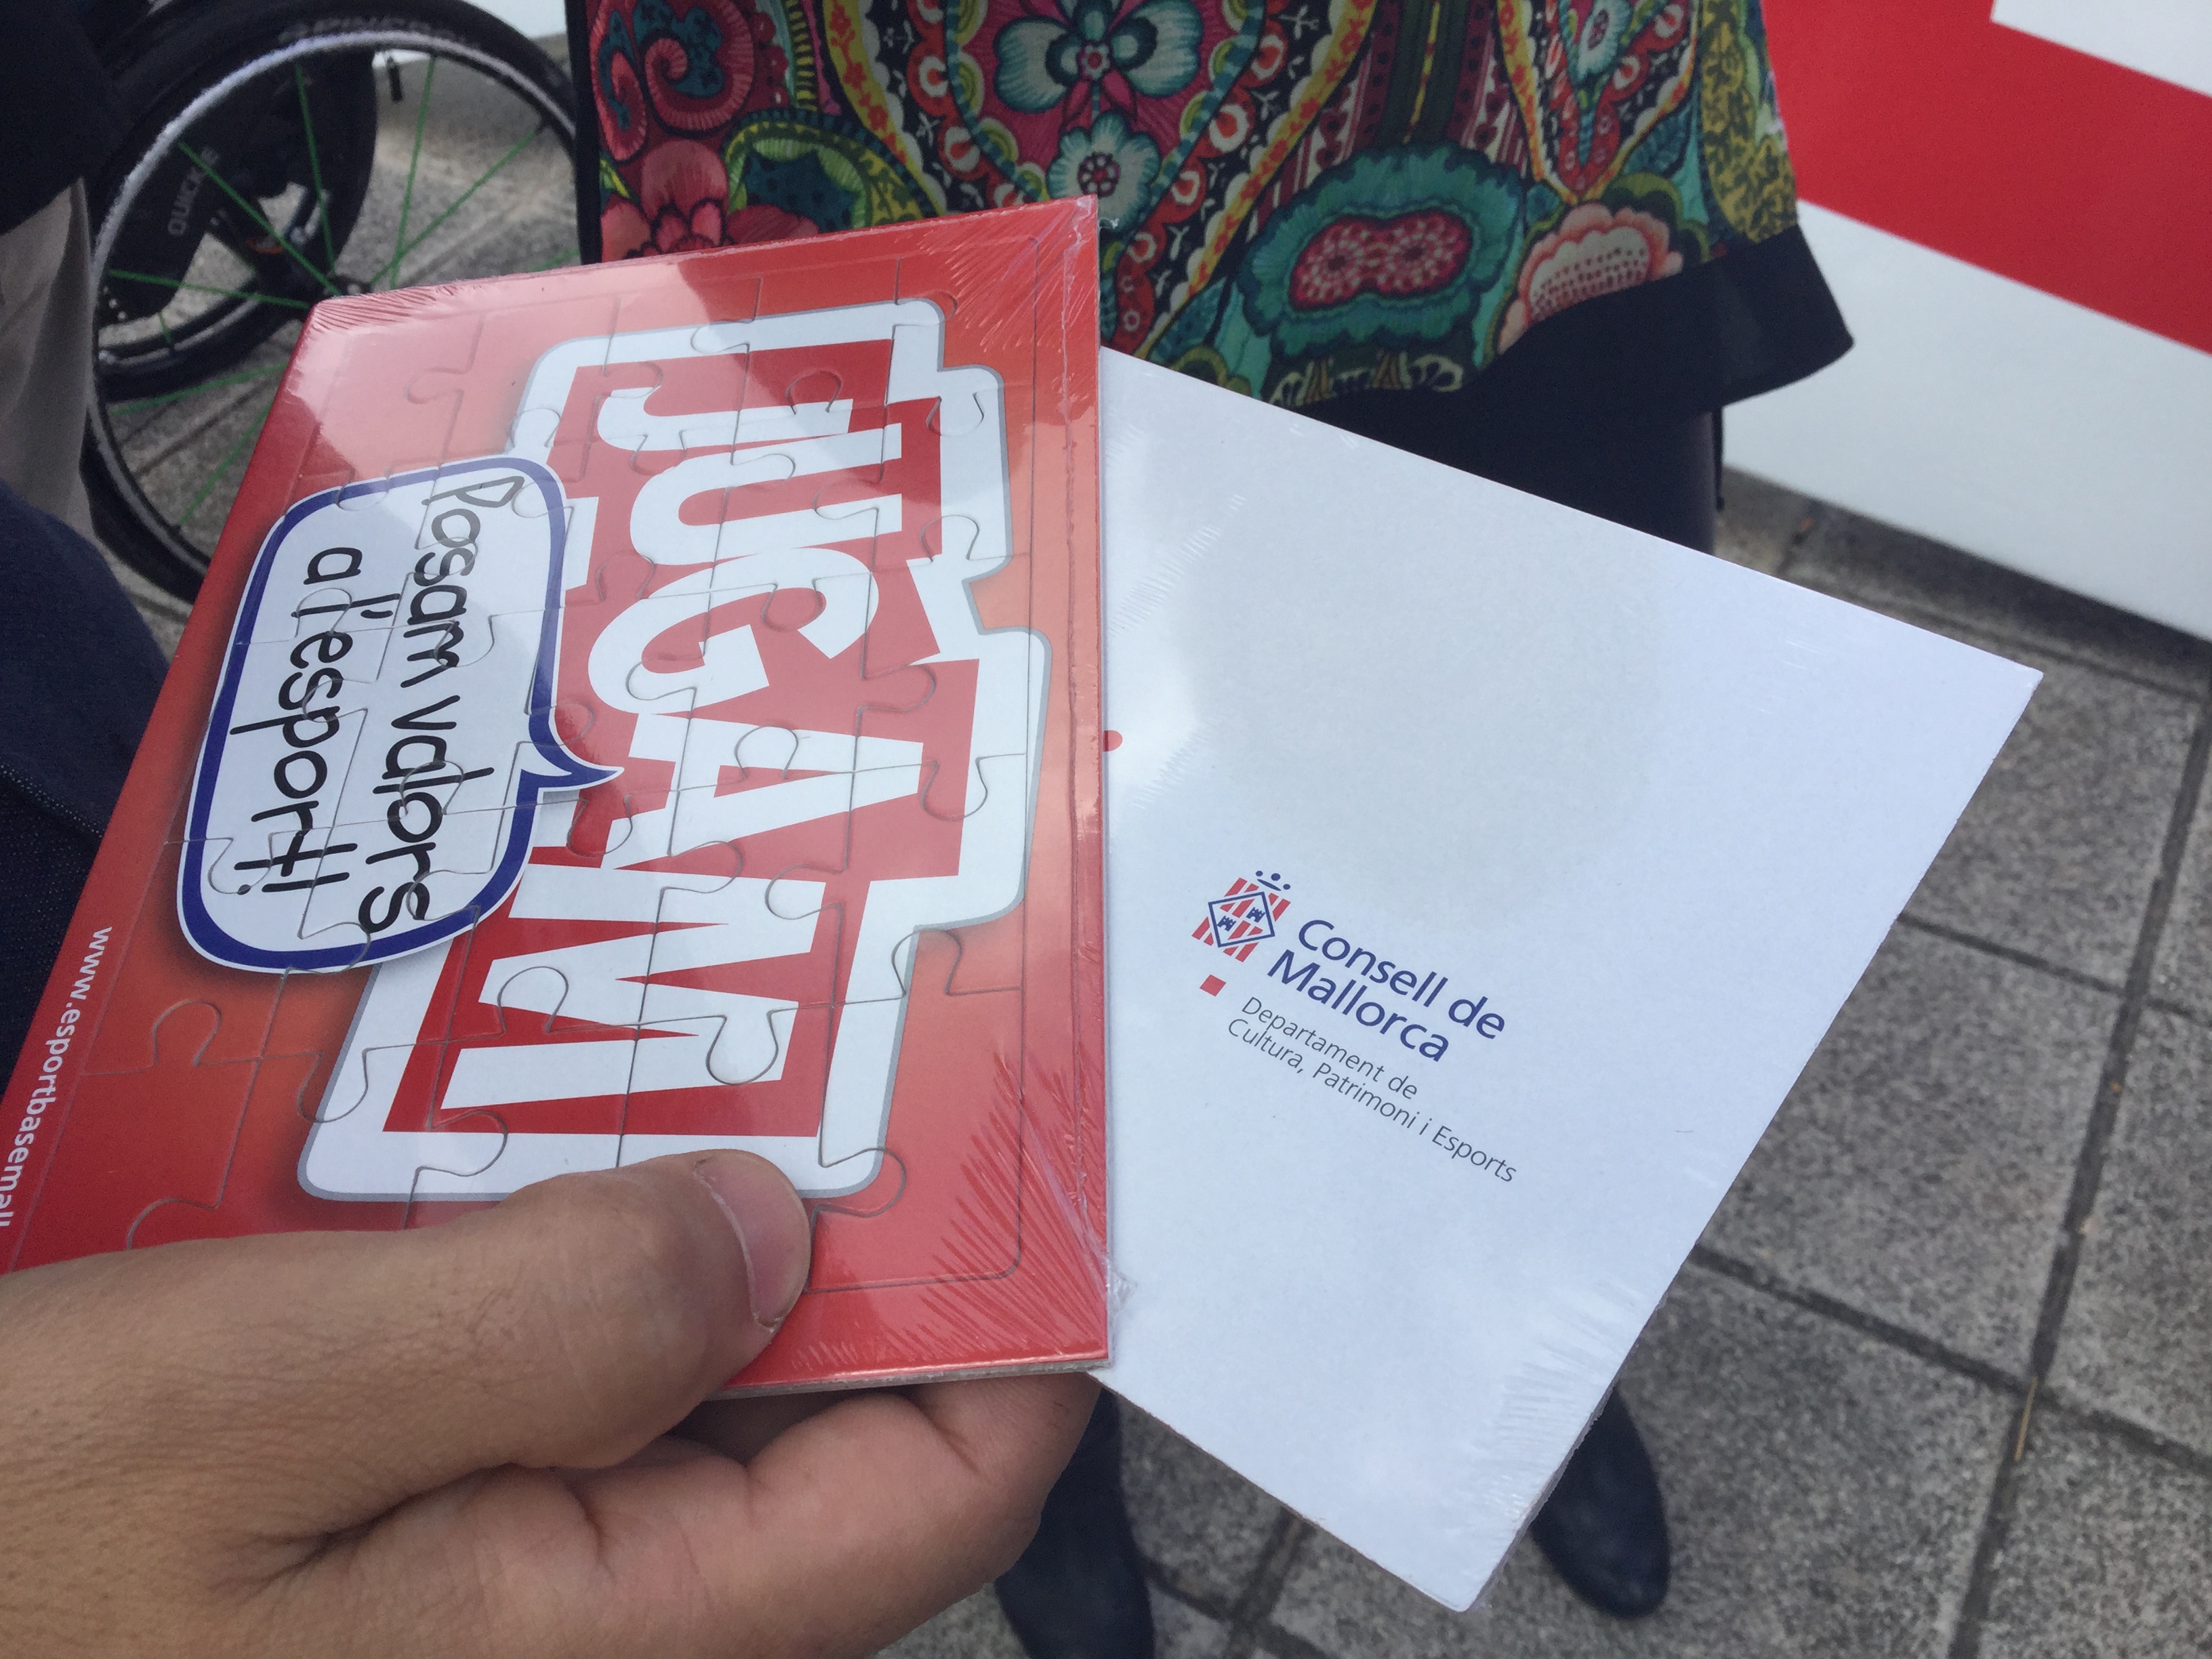 JUGAM
Posam valors
a l'esport!
www.esportbasemall
Consell de
Mallorca
Departament de
Cultura, Patrimoni i Esports